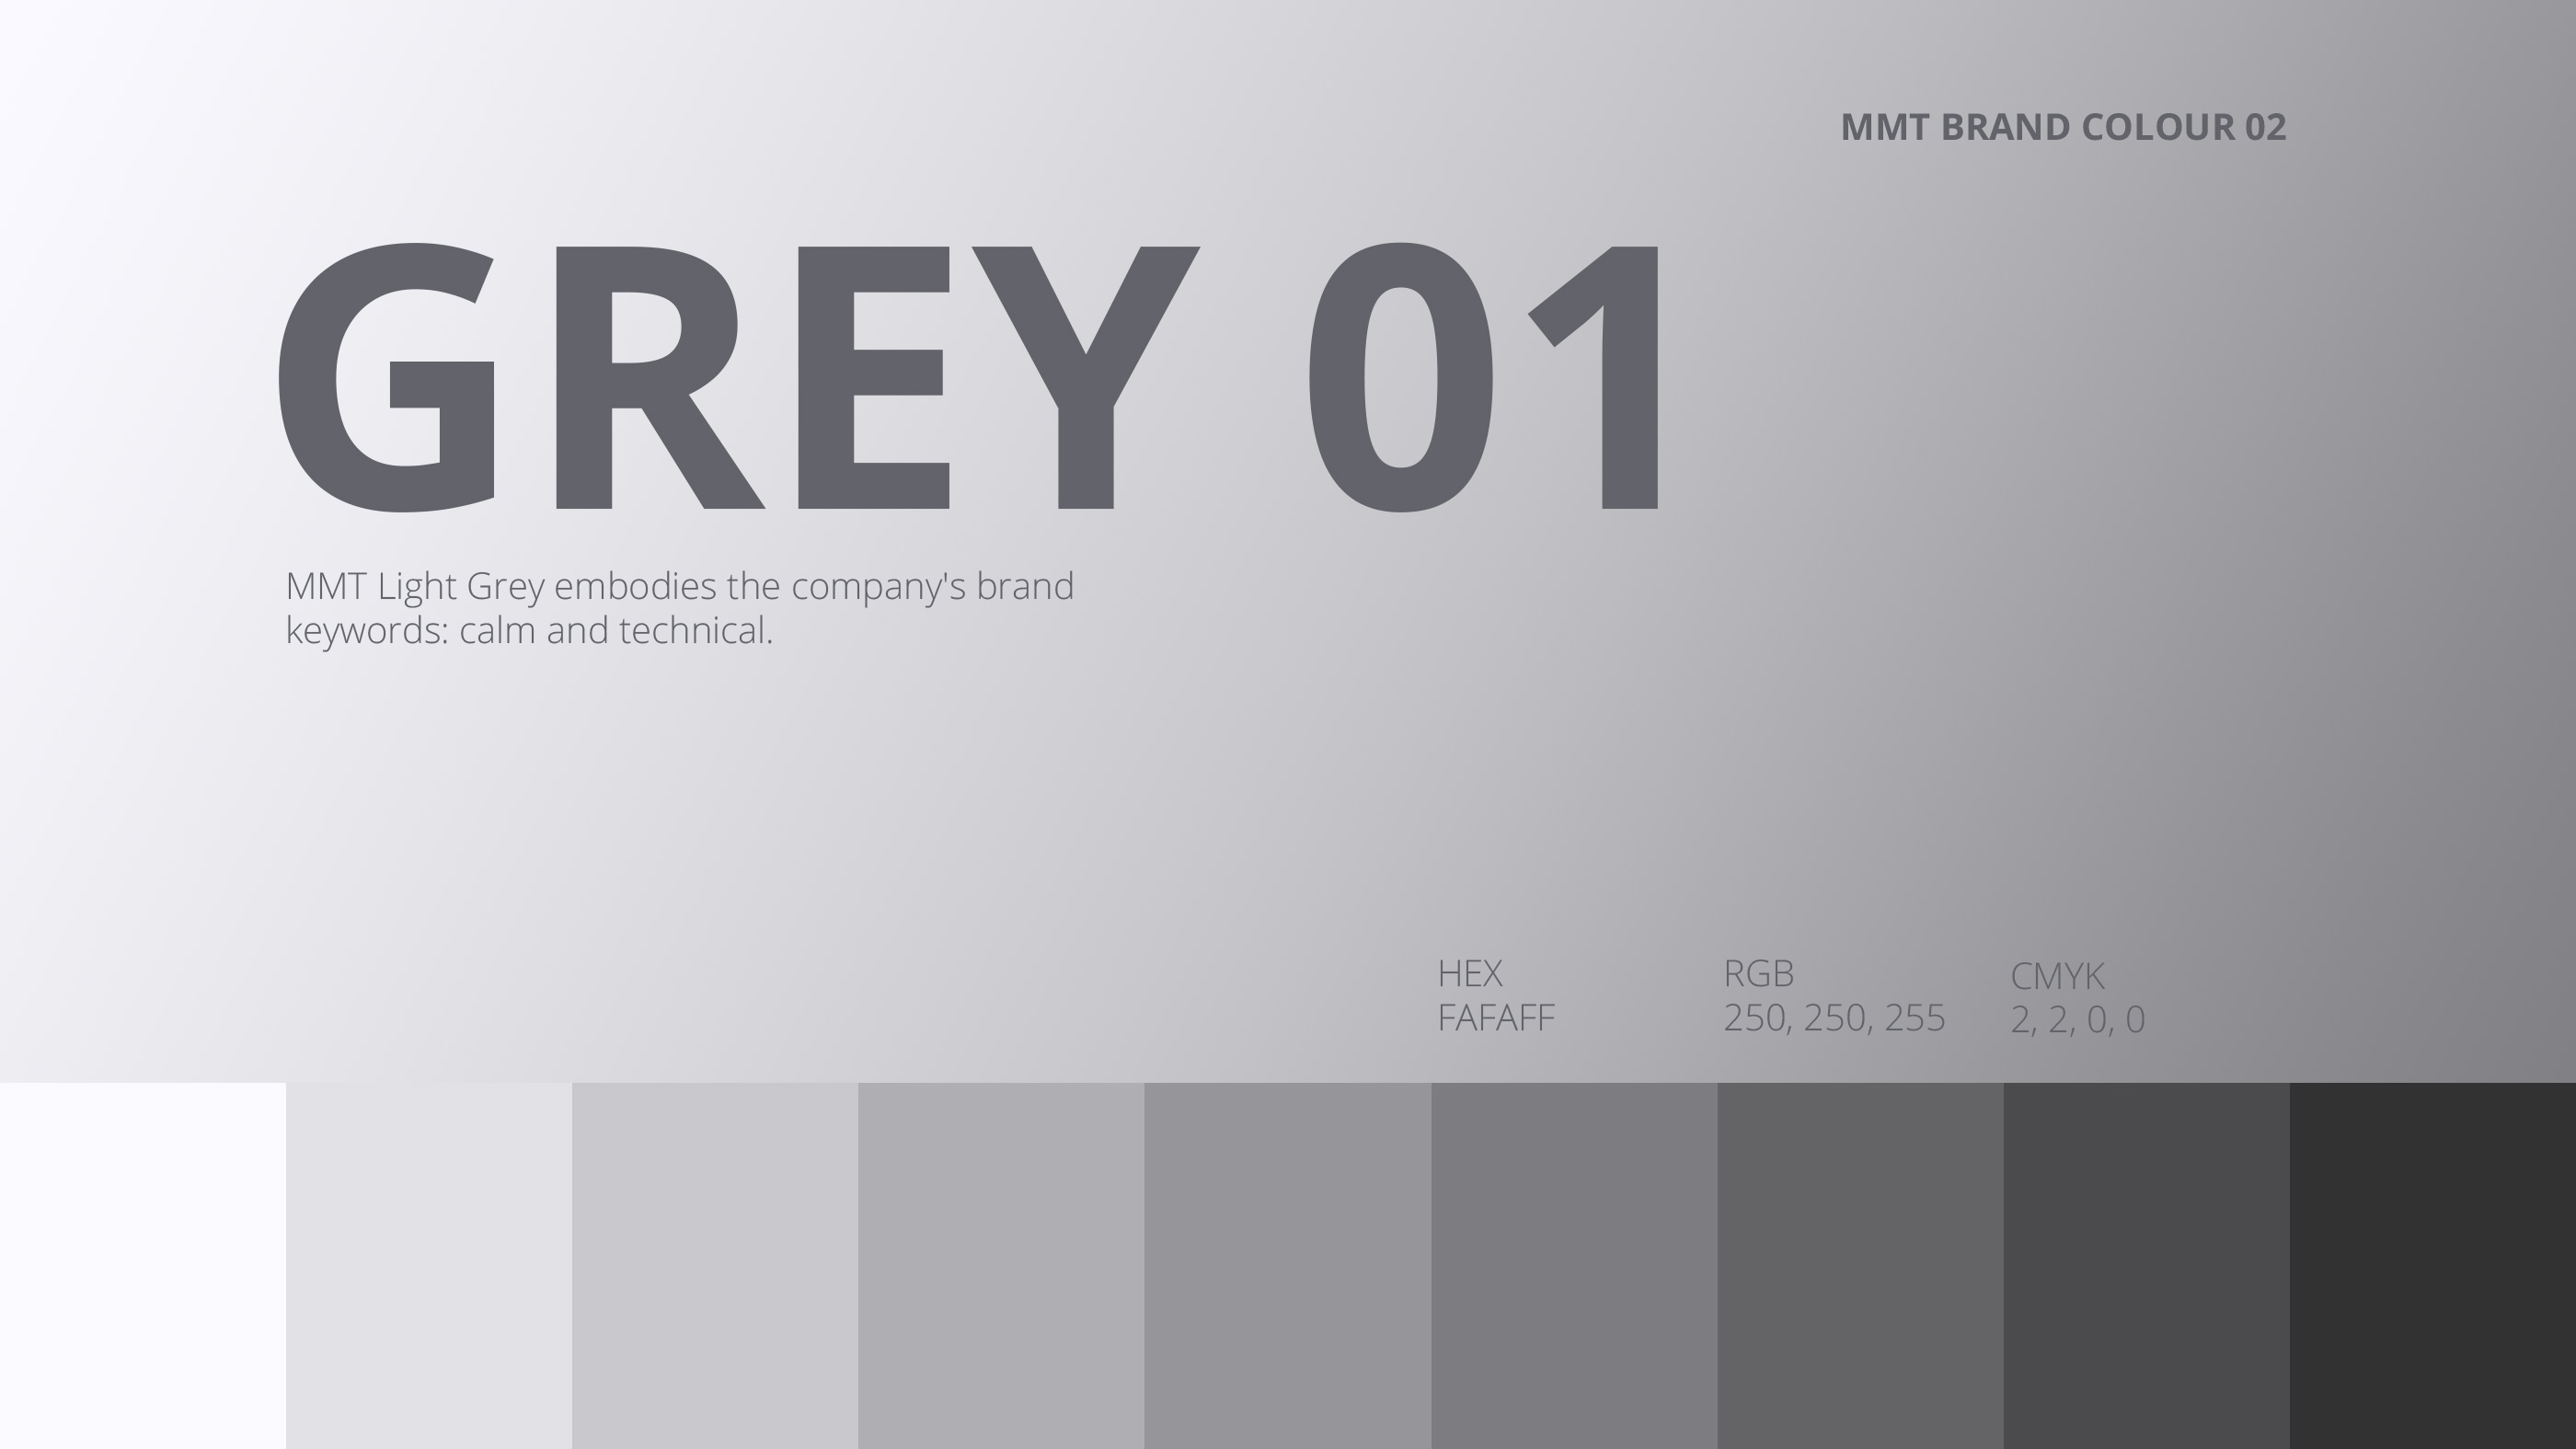 MMT BRAND COLOUR 02
GREY 01
MMT Light Grey embodies the company's brand
keywords: calm and technical.
HEX
FAFAFF
RGB
250, 250, 255
CMYK
2, 2, 0, 0